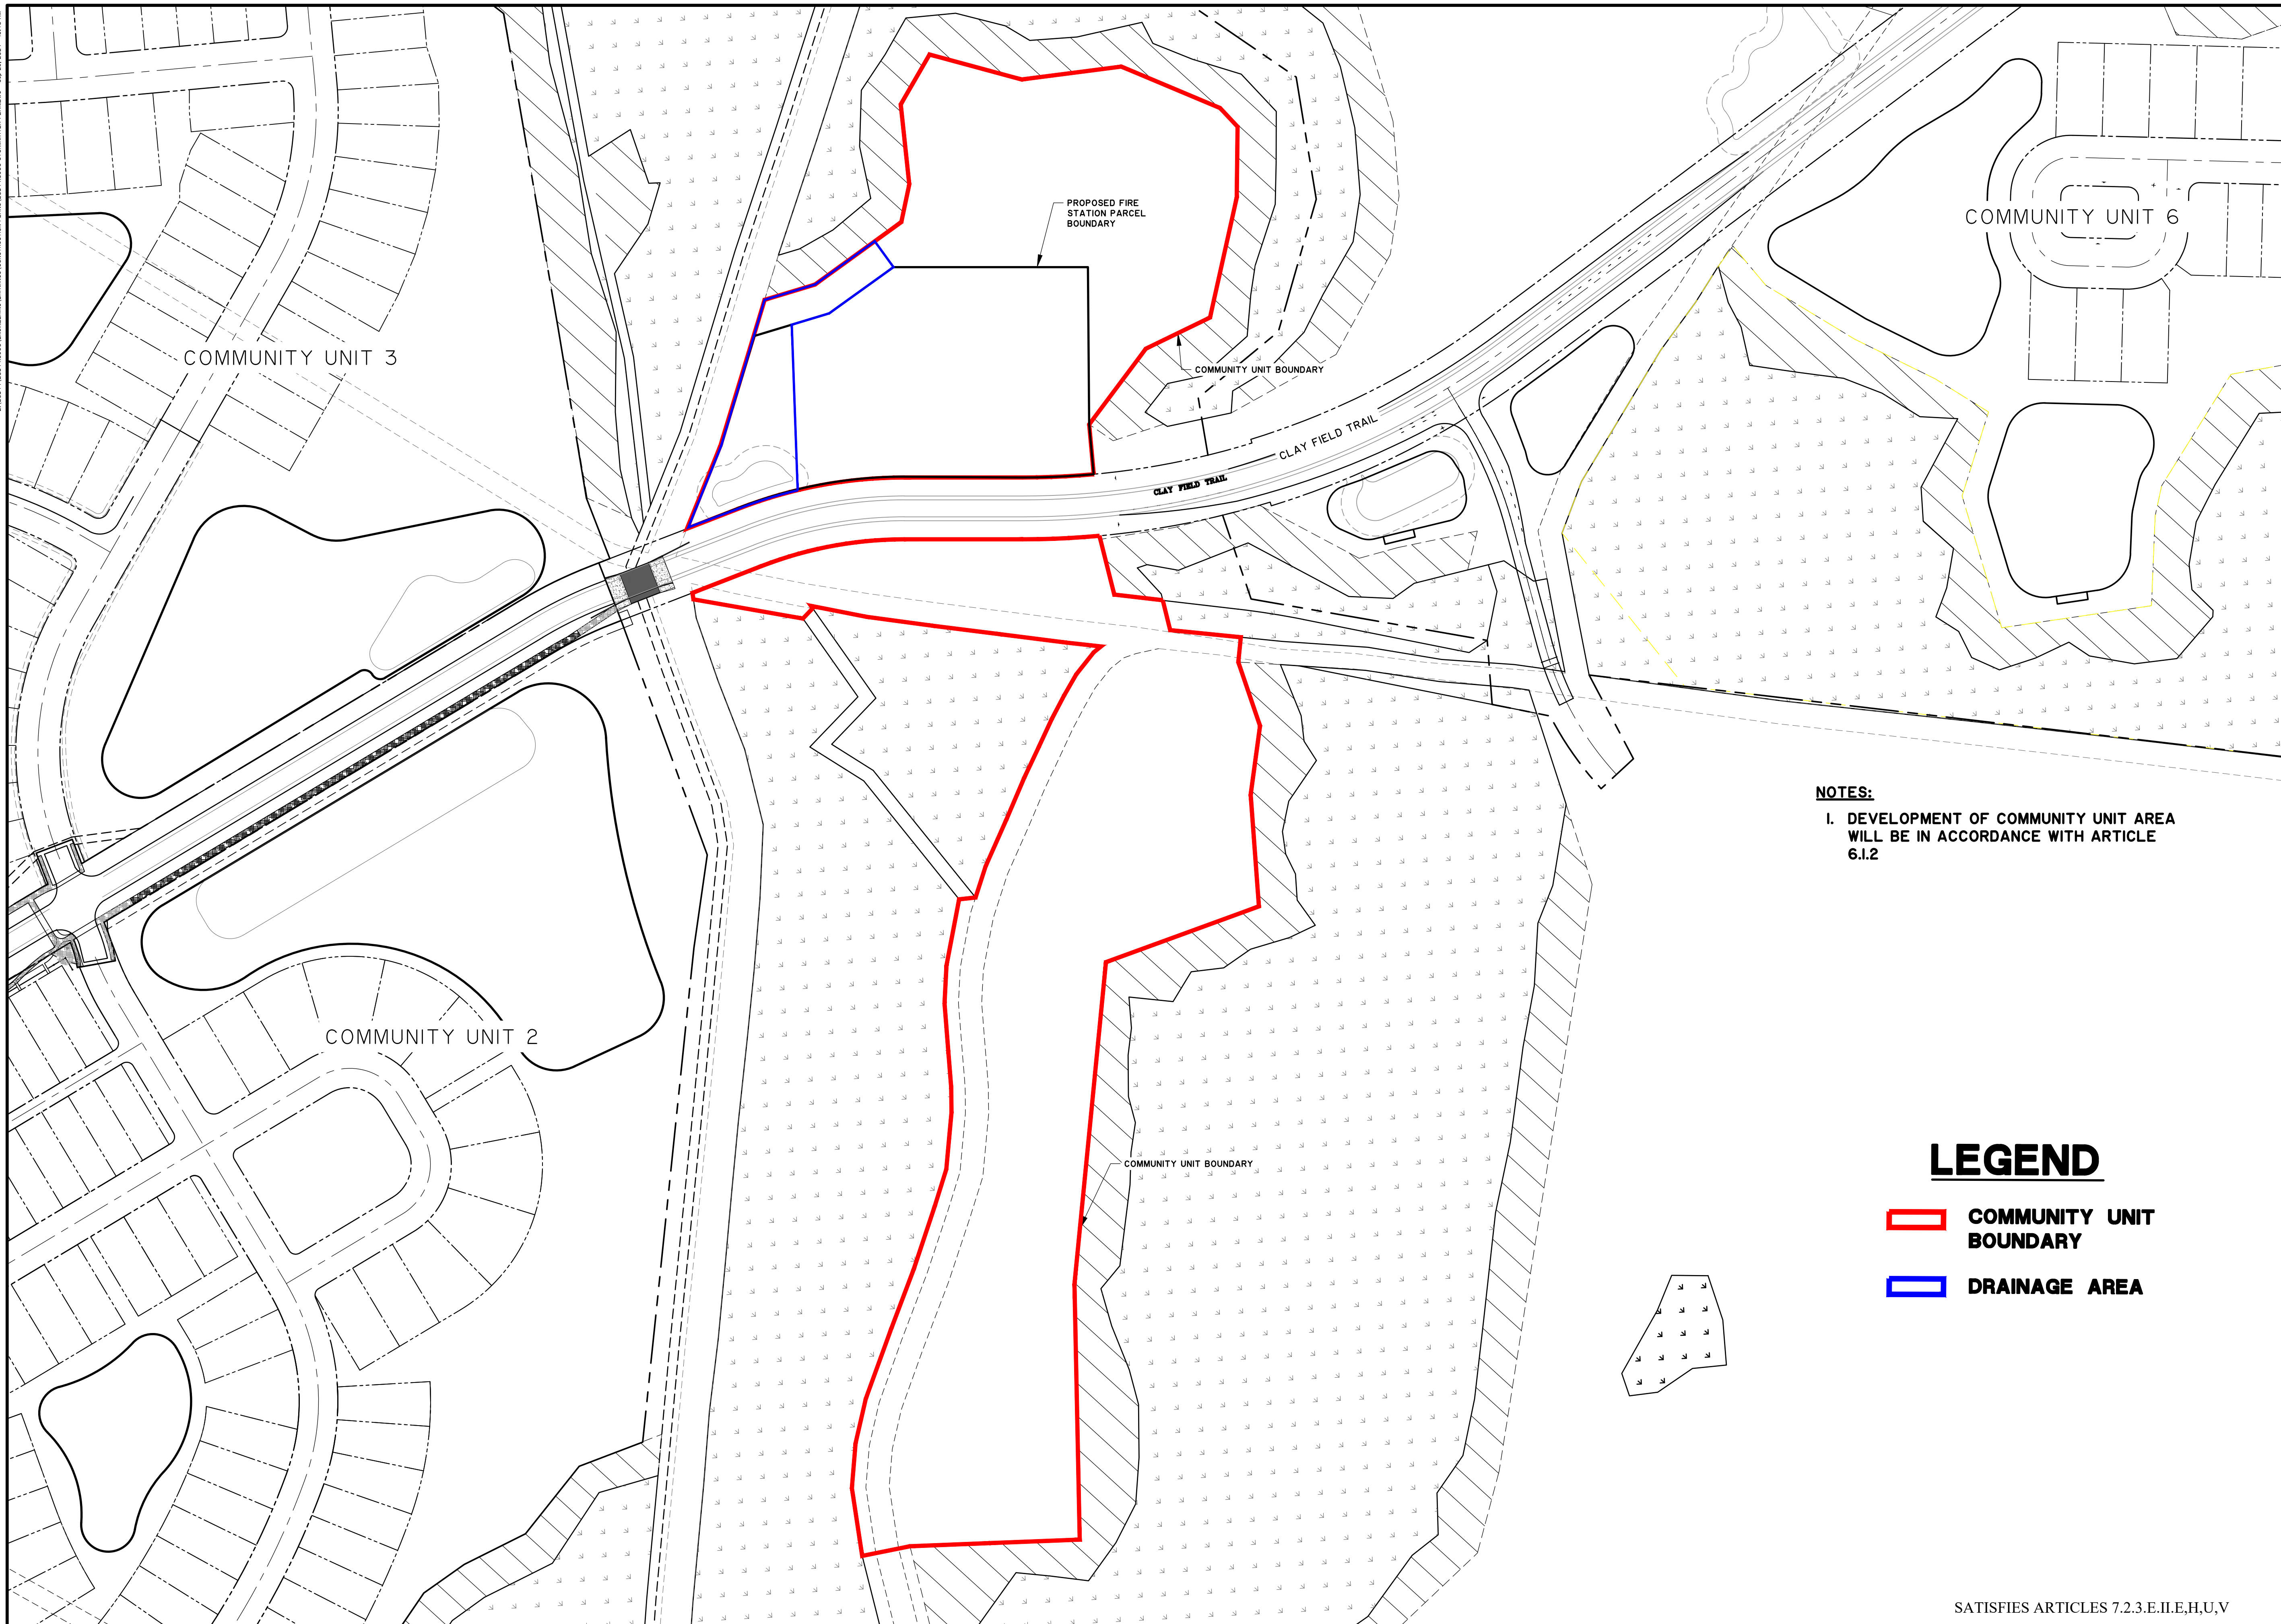 PROPOSED FIRE
STATION PARCEL
BOUNDARY
COMMUNITY UNIT 6
COMMUNITY UNIT 3
COMMUNITY UNIT BOUNDARY
CLAY FIELD TRAIL
CLAY FIELD TRAIL
NOTES:
1. DEVELOPMENT OF COMMUNITY UNIT AREA
WILL BE IN ACCORDANCE WITH ARTICLE
6.1.2
COMMUNITY UNIT 2
COMMUNITY UNIT BOUNDARY
LEGEND
COMMUNITY UNIT
BOUNDARY
DRAINAGE AREA
SATISFIES ARTICLES 7.2.3.E.II.E,H,U,V